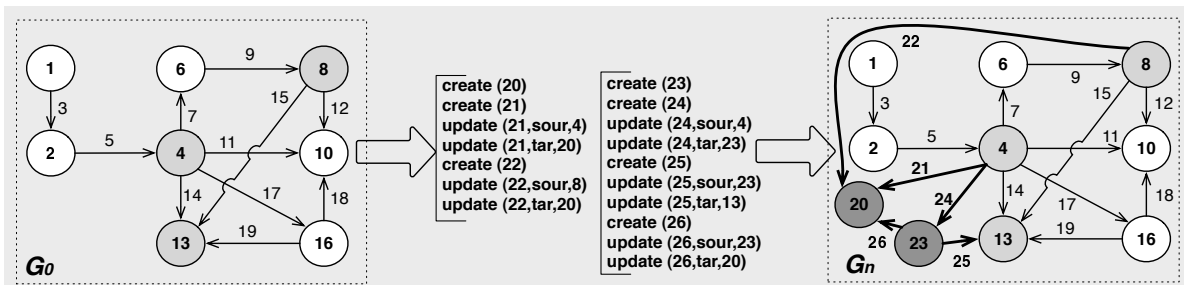 1
6
9
8
3
7
15
12
2
5
4
11
10
14
17
18
13
19
16
G0
create (20)
create (21)
update (21,sour,4)
update (21,tar,20)
create (22)
update (22,sour,8)
update (22,tar,20)
create (23)
create (24)
update (24,sour,4)
update (24,tar,23)
create (25)
update (25,sour,23)
update (25,tar,13)
create (26)
update (26,sour,23)
update (26,tar,20)
22
1
6
9
8
3
7
15
12
2
5
4
11
10
21
14
24
17
18
20
26
23
25
13
19
16
Gn